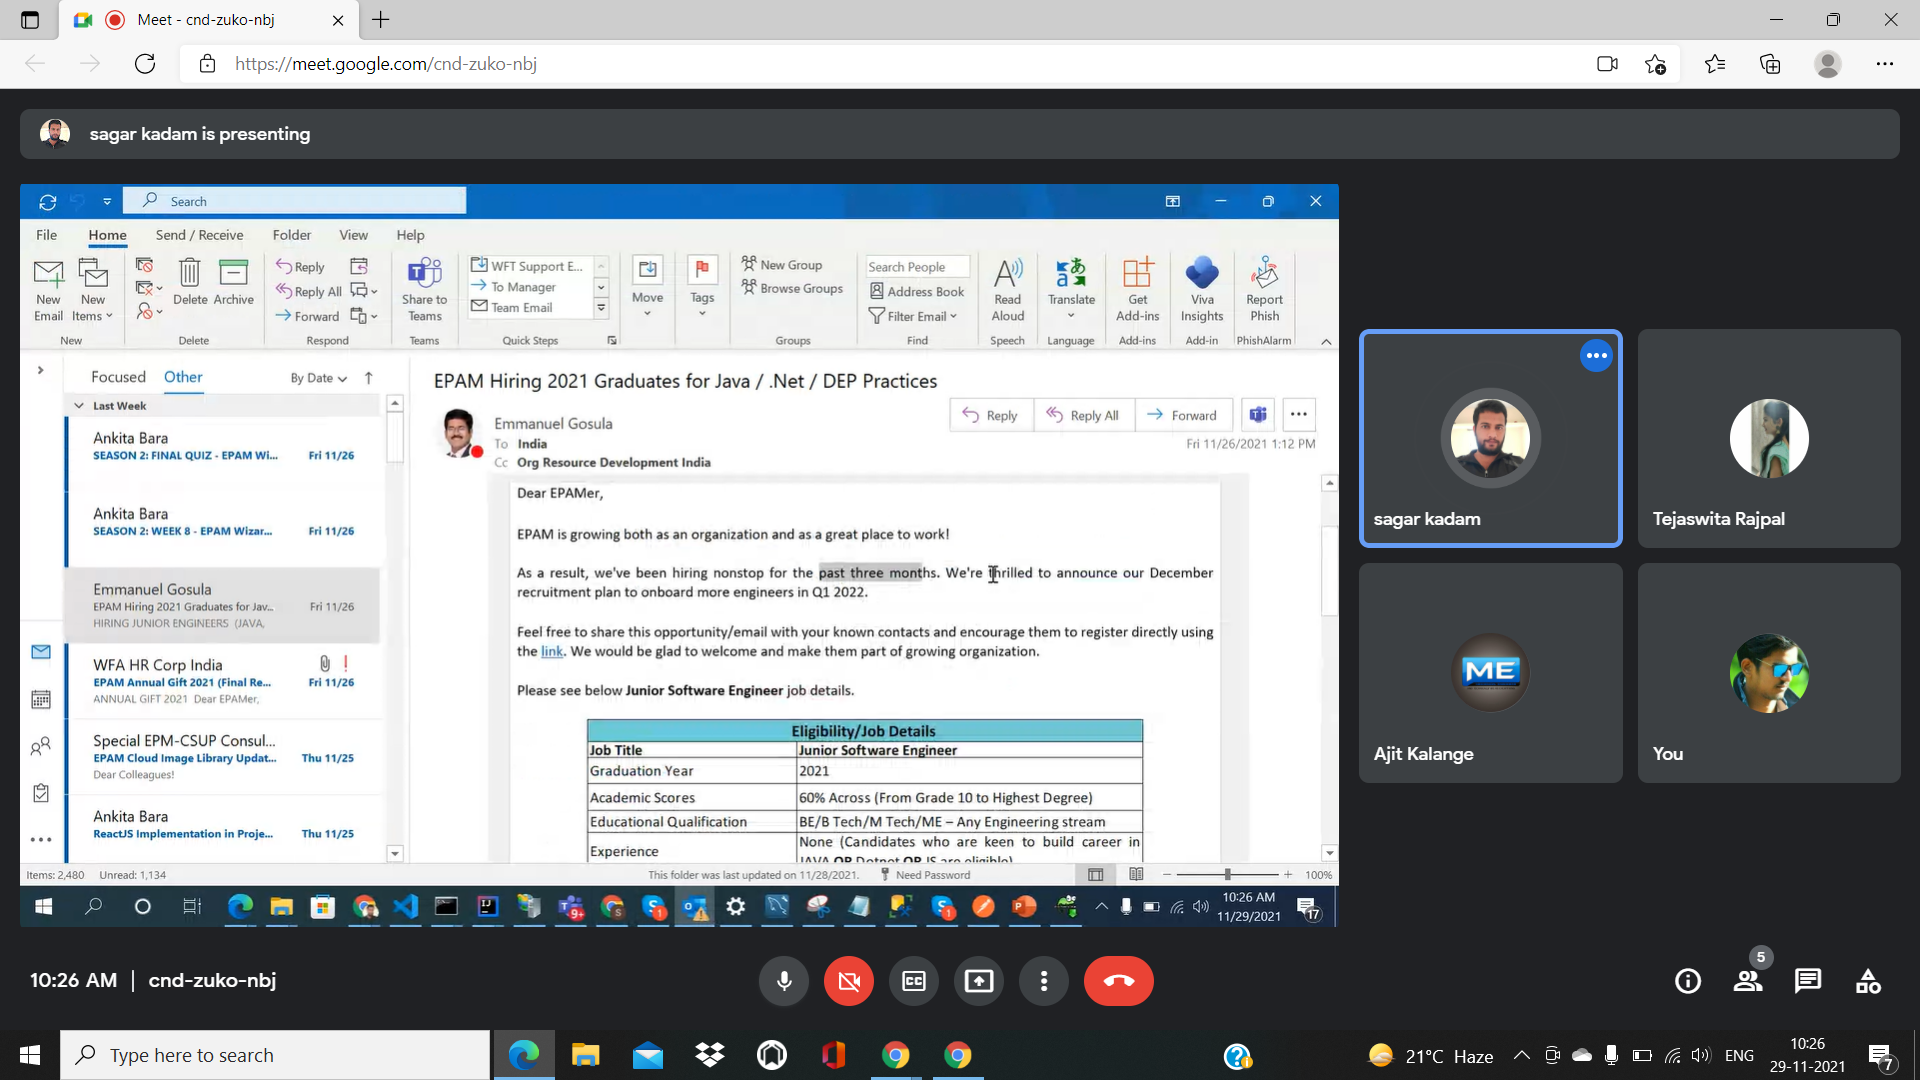 Meet - cnd-zuko-nbj
https://meet.google.com/cnd-zuko-nbj
sagar kadam is presenting
Search
File Home Send / Receive Folder View Help
New Email
New Items
New
Delete
Archive
Delete
Reply
Reply All
Forward
Respond
Share to Teams
Teams
WFT Support E...
To Manager
Team Email
Quick Steps
Move
Tags
New Group
Browse Groups
Groups
Search People
Address Book
Filter Email
Find
Read Aloud
Speech
Translate
Language
Get Add-ins
Add-ins
Viva Insights
Add-in
Report Phish
PhishAlarm
Focused Other By Date
Last Week
Ankita Bara
SEASON 2: FINAL QUIZ - EPAM Wi... Fri 11/26
Ankita Bara
SEASON 2: WEEK 8 - EPAM Wizar... Fri 11/26
Emmanuel Gosula
EPAM Hiring 2021 Graduates for Jav... Fri 11/26
HIRING JUNIOR ENGINEERS (JAVA,
WFA HR Corp India
EPAM Annual Gift 2021 (Final Re... Fri 11/26
ANNUAL GIFT 2021 Dear EPAMer,
Special EPM-CSUP Consul...
EPAM Cloud Image Library Updat... Thu 11/25
Dear Colleagues!
Ankita Bara
ReactJS Implementation in Proje... Thu 11/25
EPAM Hiring 2021 Graduates for Java / .Net / DEP Practices
Emmanuel Gosula
To India
Cc Org Resource Development India
Reply Reply All Forward
Fri 11/26/2021 1:12 PM
Dear EPAMer,
EPAM is growing both as an organization and as a great place to work!
As a result, we've been hiring nonstop for the past three months. We're thrilled to announce our December
recruitment plan to onboard more engineers in Q1 2022.
Feel free to share this opportunity/email with your known contacts and encourage them to register directly using
the link. We would be glad to welcome and make them part of growing organization.
Please see below Junior Software Engineer job details.
Eligibility/Job Details
Job Title Junior Software Engineer
Graduation Year 2021
Academic Scores 60% Across (From Grade 10 to Highest Degree)
Educational Qualification BE/B Tech/M Tech/ME – Any Engineering stream
Experience None (Candidates who are keen to build career in
JAVA OR Dotnet OR JS are eligible)
Items: 2,480 Unread: 1,134 This folder was last updated on 11/28/2021. Need Password 100%
9+ 1 1
10:26 AM
11/29/2021
17
sagar kadam
Tejaswita Rajpal
ME
Ajit Kalange
You
10:26 AM | cnd-zuko-nbj
5
Type here to search
21°C Haze
ENG
10:26
29-11-2021
7